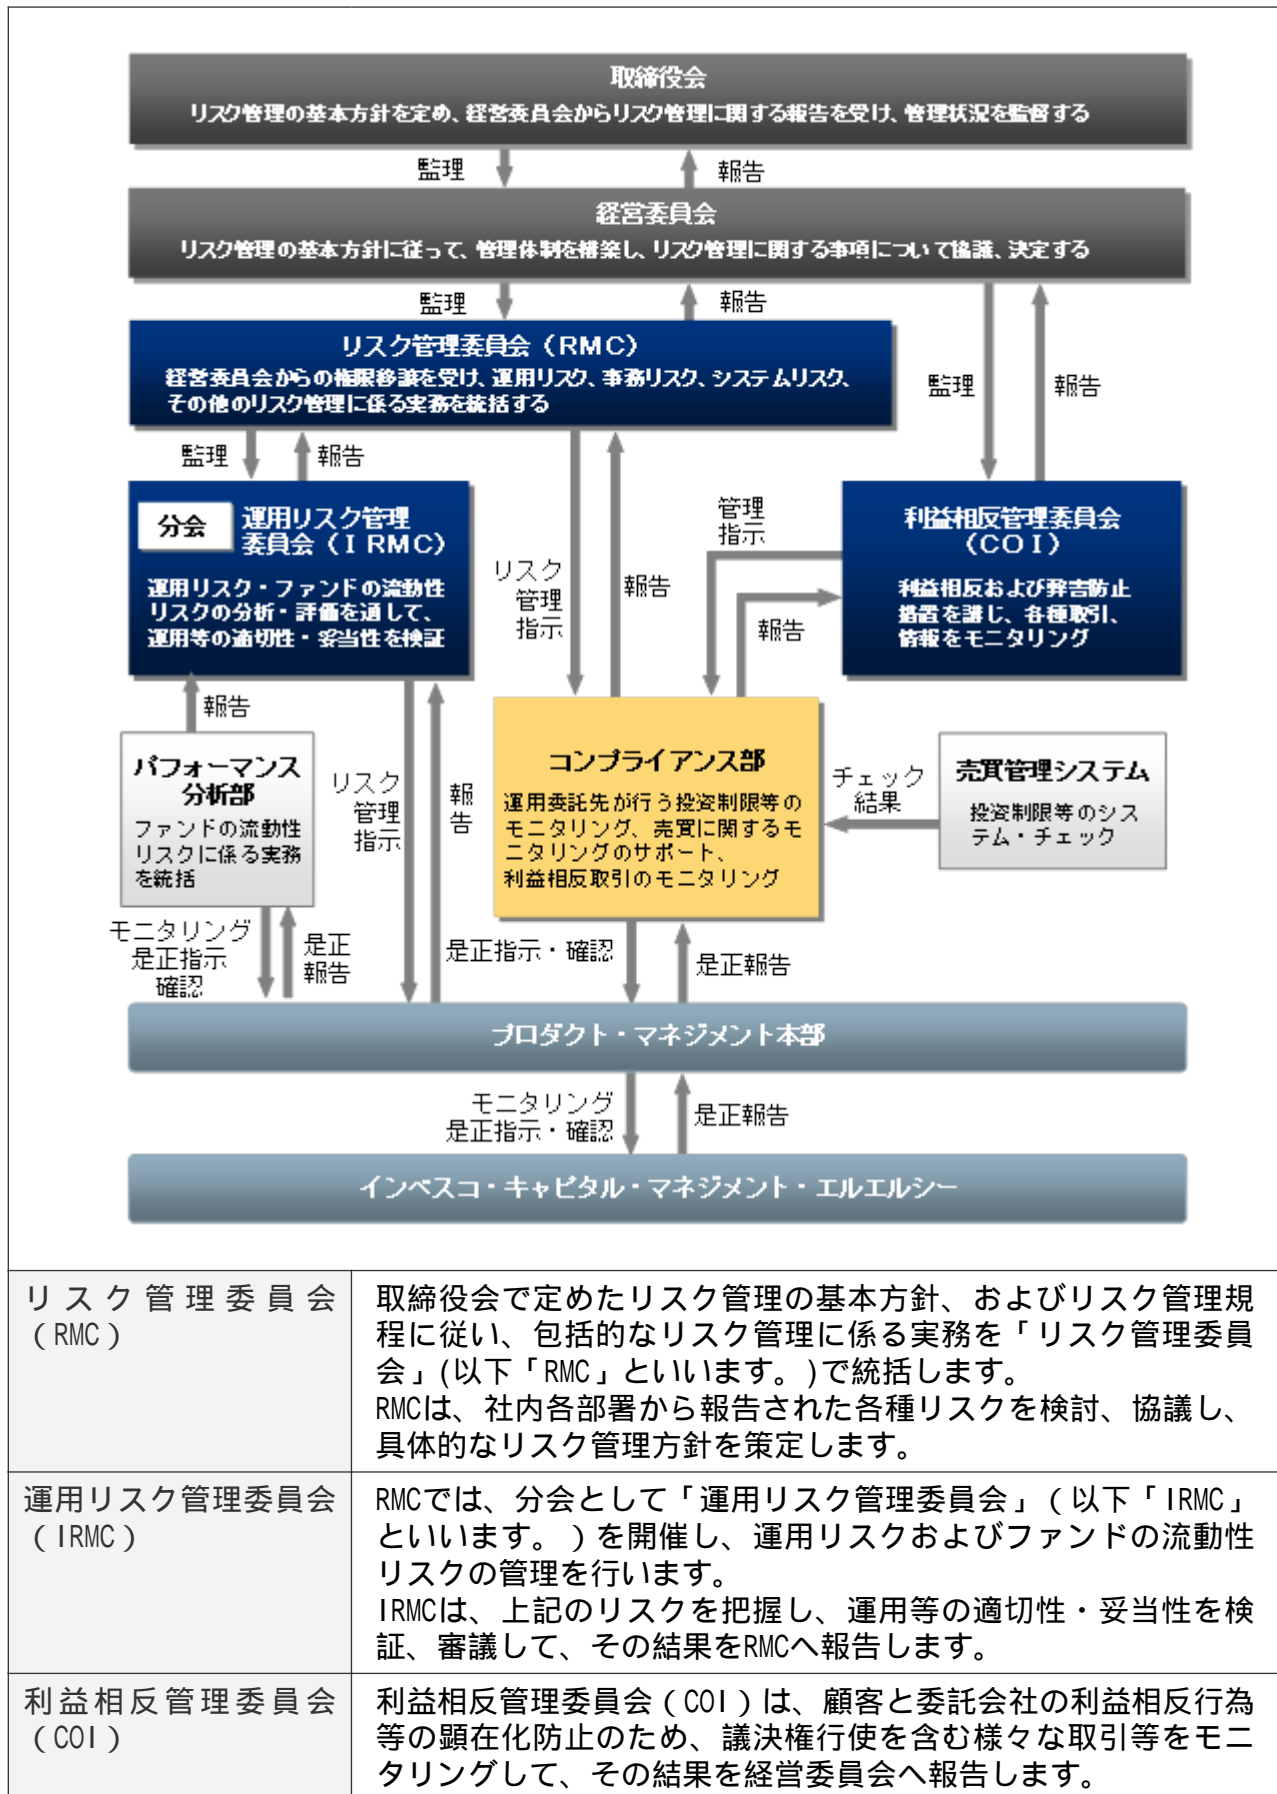 取締役会
リスク管理の基本方針を定め、経営委員会からリスク管理に関する報告を受け、管理状況を監督する
監理
報告
経営委員会
リスク管理の基本方針に従って、管理体制を構築し、リスク管理に関する事項について協議、決定する
監理
報告
リスク管理委員会（RMC）
経営委員会からの権限移譲を受け、運用リスク、事務リスク、システムリスク、
その他のリスク管理に係る実務を統括する
監理
報告
監理
報告
分会
運用リスク管理
委員会（IRMC）
運用リスク・ファンドの流動性
リスクの分析・評価を通して、
運用等の適切性・妥当性を検証
リスク
管理
指示
報告
管理
指示
報告
利益相反管理委員会
（COI）
利益相反および弊害防止
措置を講じ、各種取引、
情報をモニタリング
報告
パフォーマンス
分析部
ファンドの流動性
リスクに係る実務
を統括
リスク
管理
指示
報
告
コンプライアンス部
運用委託先が行う投資制限等の
モニタリング、売買に関するモ
ニタリングのサポート、
利益相反取引のモニタリング
チェック
結果
売買管理システム
投資制限等のシス
テム・チェック
モニタリング
是正指示
確認
是正
報告
是正指示・確認
是正報告
プロダクト・マネジメント本部
モニタリング
是正指示・確認
是正報告
インベスコ・キャピタル・マネジメント・エルエルシー
リスク管理委員会
（RMC）
取締役会で定めたリスク管理の基本方針、およびリスク管理規
程に従い、包括的なリスク管理に係る実務を「リスク管理委員
会」(以下「RMC」といいます。)で統括します。
RMCは、社内各部署から報告された各種リスクを検討、協議し、
具体的なリスク管理方針を策定します。
運用リスク管理委員会
（IRMC）
RMCでは、分会として「運用リスク管理委員会」（以下「IRMC」
といいます。）を開催し、運用リスクおよびファンドの流動性
リスクの管理を行います。
IRMCは、上記のリスクを把握し、運用等の適切性・妥当性を検
証、審議して、その結果をRMCへ報告します。
利益相反管理委員会
（COI）
利益相反管理委員会（COI）は、顧客と委託会社の利益相反行為
等の顕在化防止のため、議決権行使を含む様々な取引等をモニ
タリングして、その結果を経営委員会へ報告します。